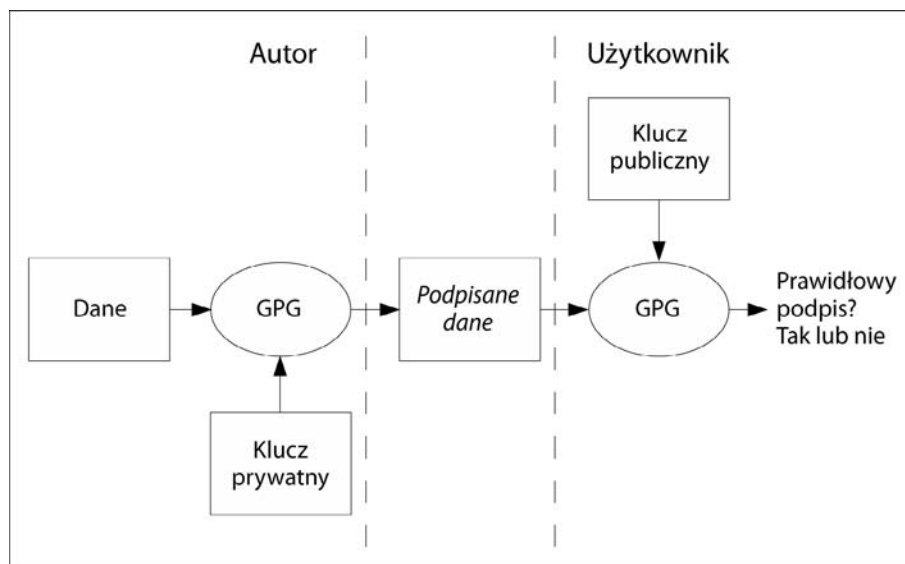 Autor
Użytkownik
Klucz
publiczny
Dane
GPG
Podpisane
dane
GPG
Prawidłowy
podpis?
Tak lub nie
Klucz
prywatny